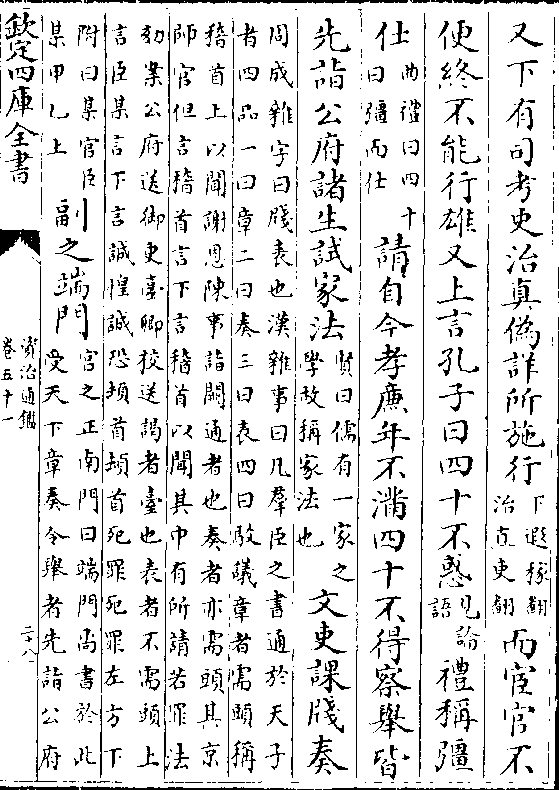 又下有司考吏治真偽詳所施行下遐稼翻治直吏翻而宦官不
便終不能行雄又上言孔子曰四十不惑見論語禮稱彊
仕曲禮曰四十曰彊而仕請自今孝廉年不滿四十不得察舉皆
先詣公府諸生試家法賢曰儒有一家之學故稱家法也文吏課牋奏
周成雜字曰牋表也漢雜事曰凡羣臣之書通於天子
者四品一曰章二曰奏三曰表四曰駮議章者需頭稱
稽首上以聞謝恩陳事詣闕通者也奏者亦需頭其京
師官但言稽首言下言稽首以聞其中有所請若罪法
劾案公府送御史臺卿校送謁者臺也表者不需頭上
言臣某言下言誠惶誠恐頓首頓首死罪死罪左方下
附曰某官臣某甲乙上副之端門宮之正南門曰端門尚書於此受天下章奏令舉者先詣公府
欽定四庫全書
資治通鑑
卷五十一
二八